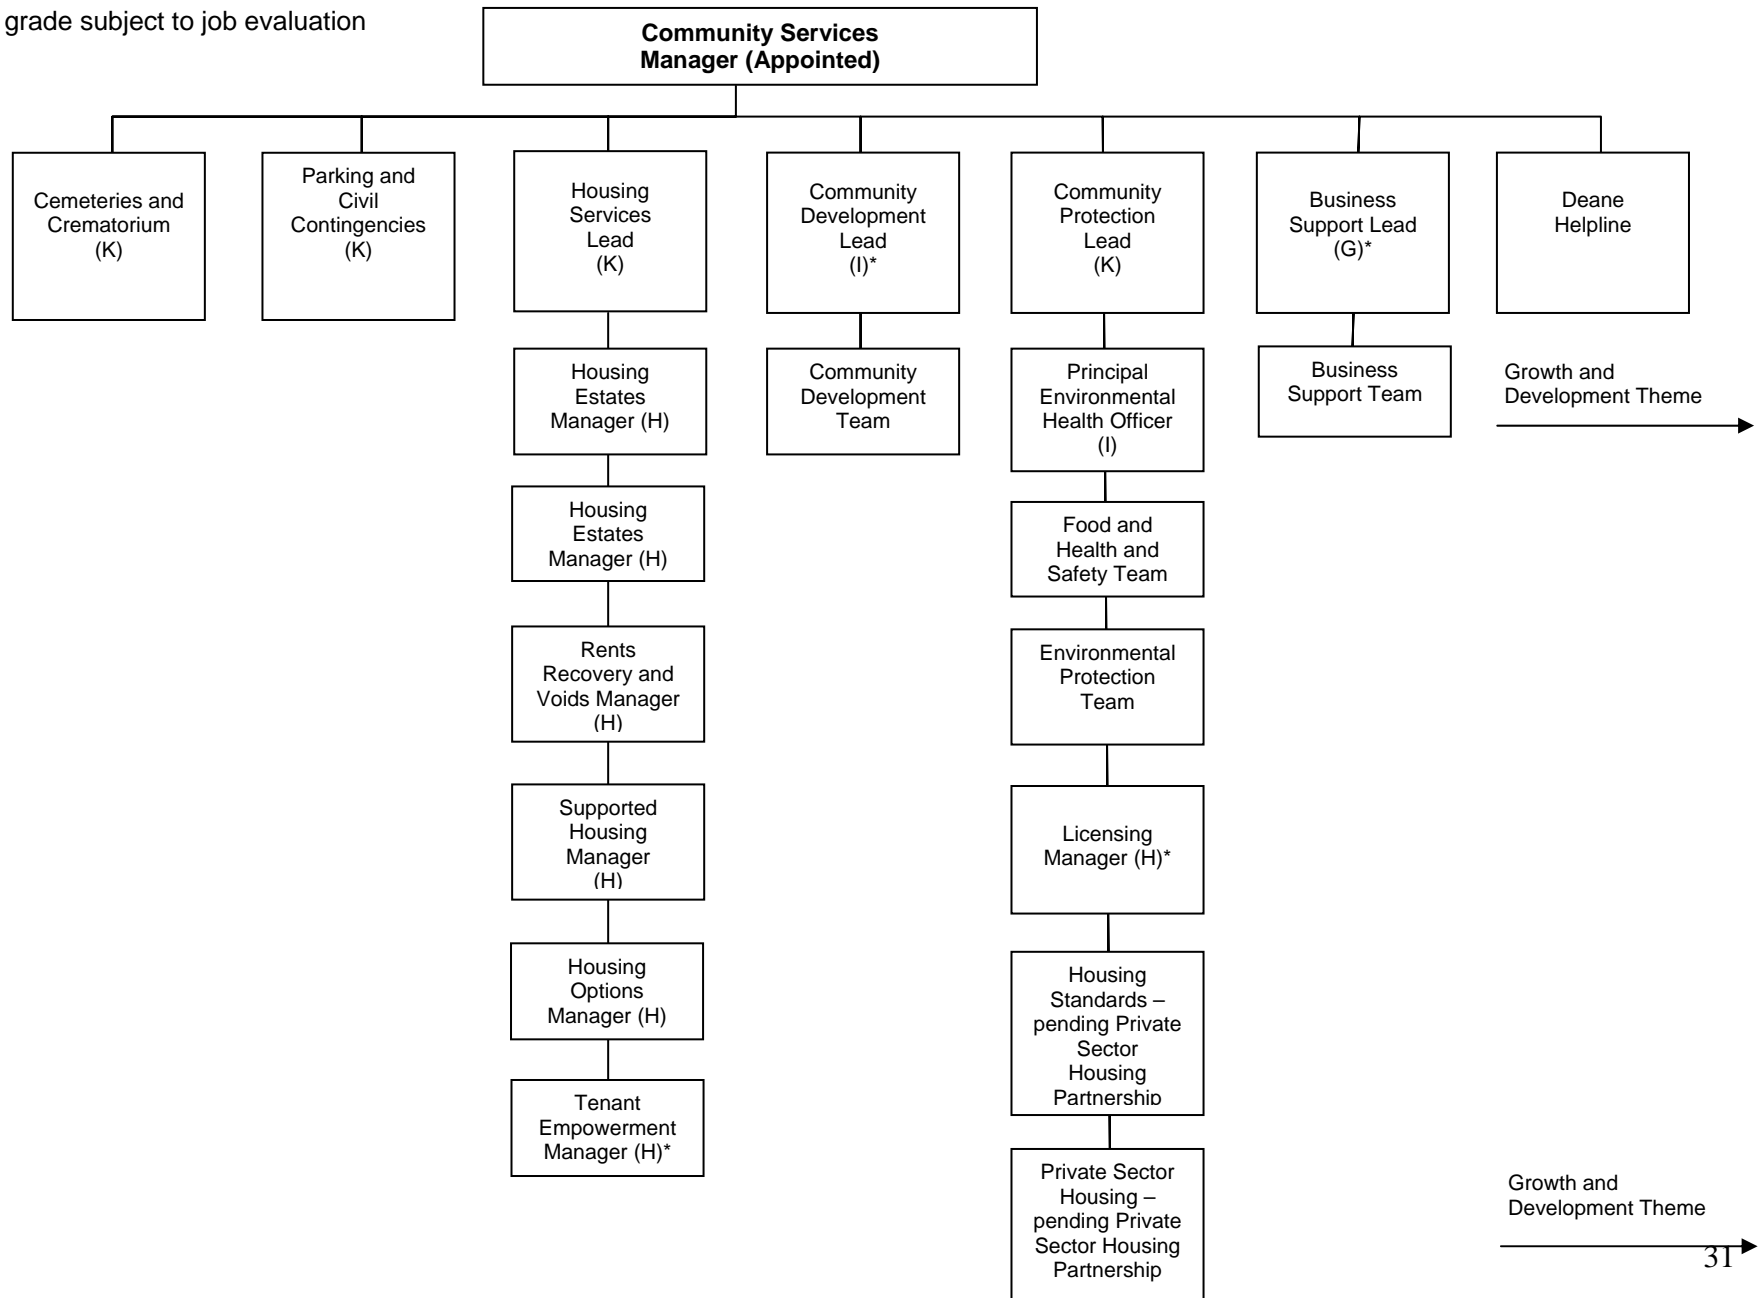 grade subject to job evaluation
Community Services
Manager (Appointed)
Cemeteries and
Crematorium
(K)
Parking and
Civil
Contingencies
(K)
Housing
Services
Lead
(K)
Community
Development
Lead
(I)*
Community
Protection
Lead
(K)
Business
Support Lead
(G)*
Deane
Helpline
Housing
Estates
Manager (H)
Community
Development
Team
Principal
Environmental
Health Officer
(I)
Business
Support Team
Growth and
Development Theme
Housing
Estates
Manager (H)
Food and
Health and
Safety Team
Rents
Recovery and
Voids Manager
(H)
Environmental
Protection
Team
Supported
Housing
Manager
(H)
Licensing
Manager (H)*
Housing
Options
Manager (H)
Housing
Standards –
pending Private
Sector
Housing
Partnership
Tenant
Empowerment
Manager (H)*
Private Sector
Housing –
pending Private
Sector Housing
Partnership
Growth and
Development Theme
31